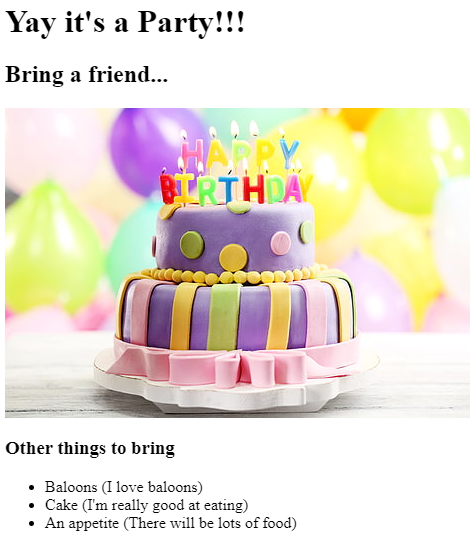 Yay it's a Party!!!
Bring a friend...
HAPPY
BIRTHDAY
Other things to bring
Baloons (I love baloons)
Cake (I'm really good at eating)
An appetite (There will be lots of food)